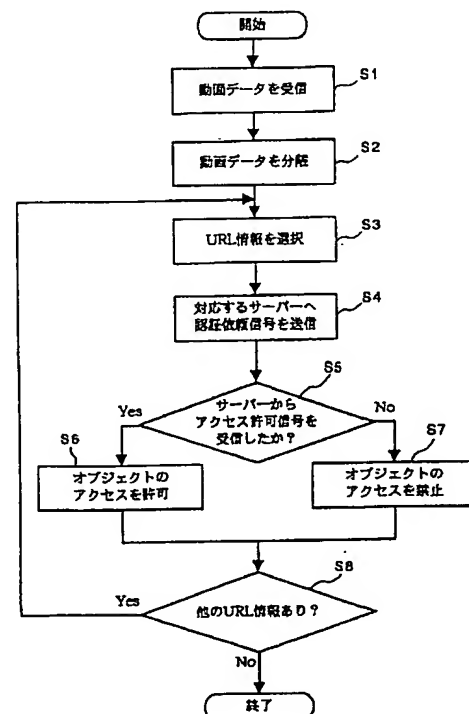 開始
S1
動画データを受信
S2
動画データを分離
S3
URL情報を選択
S4
対応するサーバーへ
認証依頼信号を送信
S5
サーバーから
アクセス許可信号を
受信したか？
Yes
No
S6
オブジェクトの
アクセスを許可
S7
オブジェクトの
アクセスを禁止
S8
他のURL情報あり？
Yes
No
終了